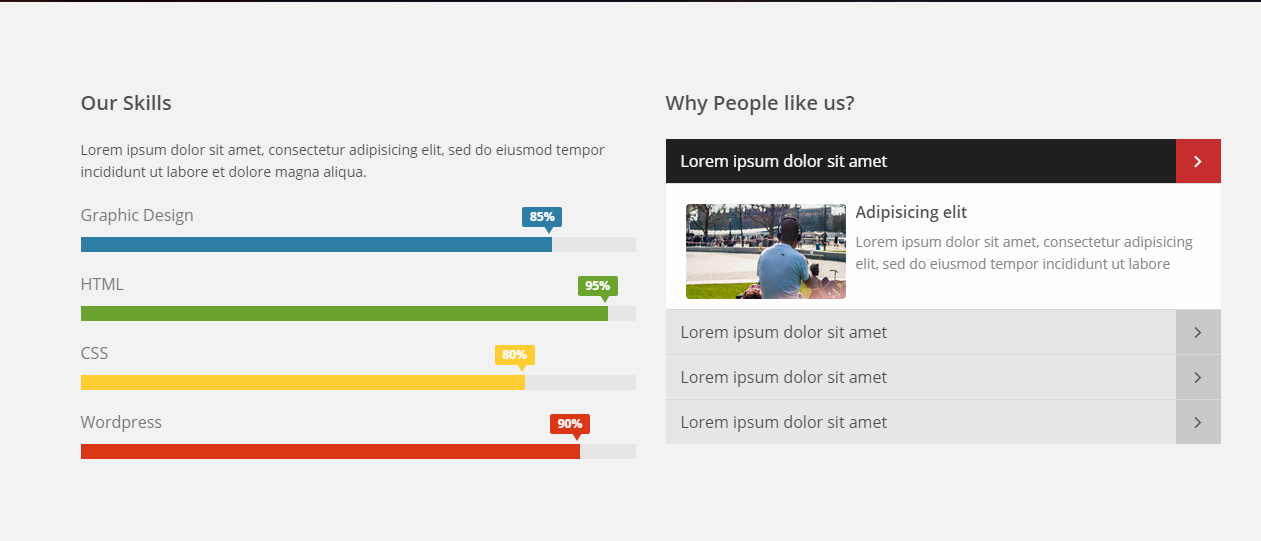 Our Skills
Lorem ipsum dolor sit amet, consectetur adipisicing elit, sed do eiusmod tempor
incididunt ut labore et dolore magna aliqua.
Graphic Design
85%
HTML
95%
CSS
80%
Wordpress
90%
Why People like us?
Lorem ipsum dolor sit amet
Adipisicing elit
Lorem ipsum dolor sit amet, consectetur adipisicing
elit, sed do eiusmod tempor incididunt ut labore
Lorem ipsum dolor sit amet
Lorem ipsum dolor sit amet
Lorem ipsum dolor sit amet